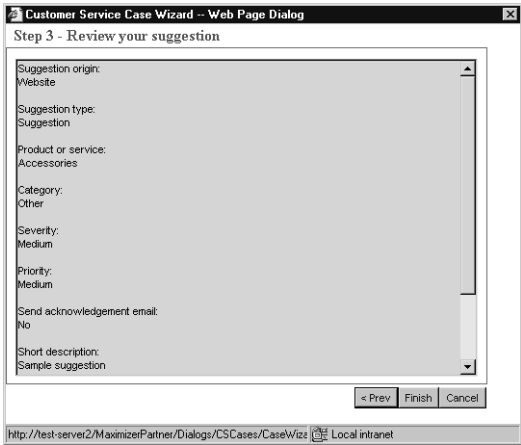 Customer Service Case Wizard -- Web Page Dialog
Step 3 - Review your suggestion
Suggestion origin:
Website
Suggestion type:
Suggestion
Product or service:
Accessories
Category:
Other
Severity:
Medium
Priority:
Medium
Send acknowledgement email:
No
Short description:
Sample suggestion
< Prev Finish Cancel
http://test-server2/MaximizerPartner/Dialogs/CSCases/CaseWiza Local intranet